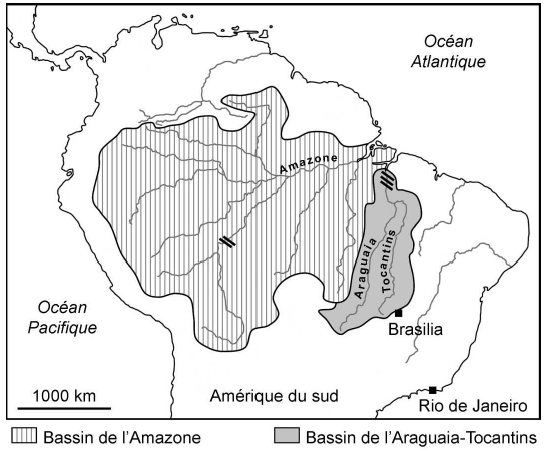 Océan
Atlantique
Amazone
Araguaia
Tocantins
Océan
Pacifique
Brasilia
1000 km
Amérique du sud
Rio de Janeiro
Bassin de l'Amazone
Bassin de l'Araguaia-Tocantins